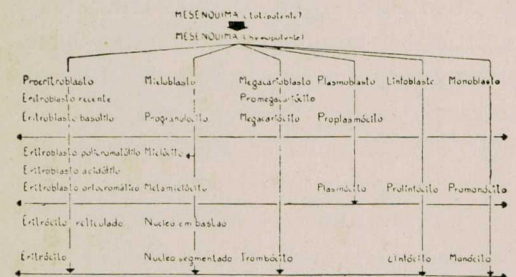 MESENQUIMA (totipotente)
MESENQUIMA (hemopotente)
Proeritroblasto Mieloblasto Megacarioblasto Plasmoblasto Linfoblasto Monoblasto
Eritroblasto recente Promegacariócito
Eritroblasto basofilo Progranulócito Megacariócito Proplasmócito
Eritroblasto policromatófilo Mielócito
Eritroblasto acidófilo
Eritroblasto ortocromático Metamielócito Plasmócito Prolinfócito Promonócito
Eritrócito reticulado Nucleo em bastão
Eritrócito Nucleo segmentado Trombócito Linfócito Monócito